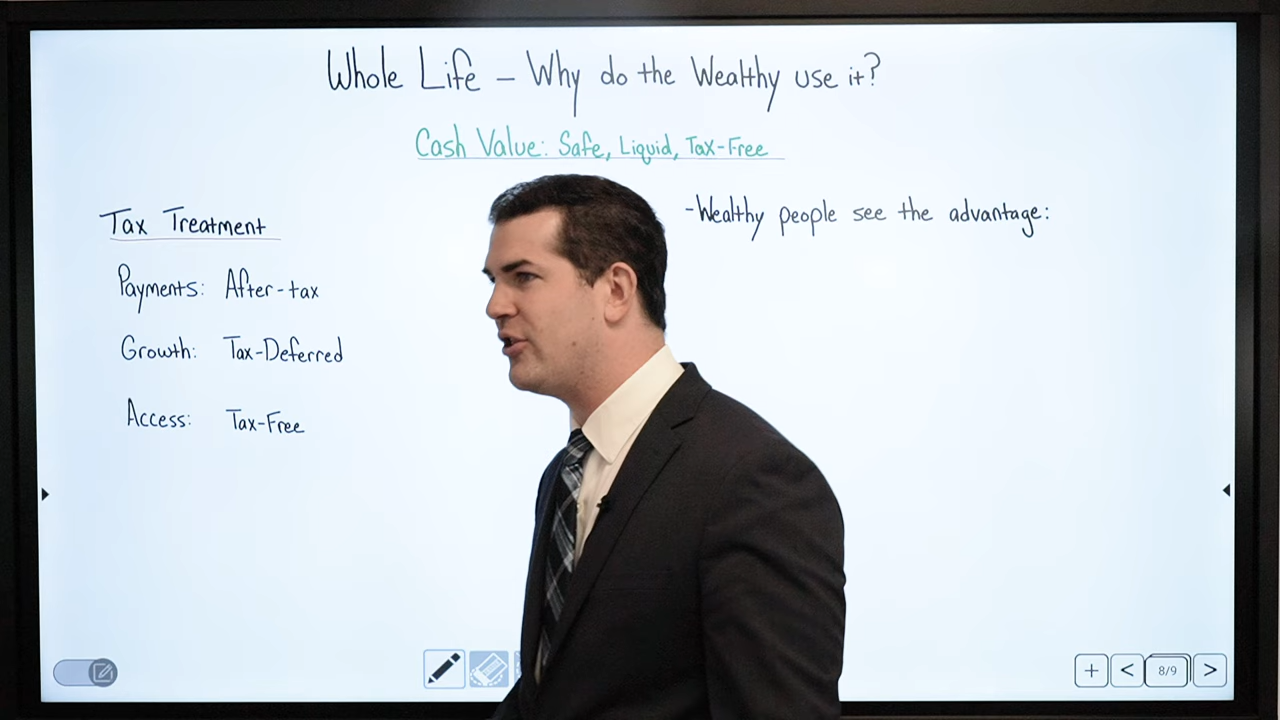 Whole Life – Why do the Wealthy use it?
Cash Value: Safe, Liquid, Tax-Free
Tax Treatment
Payments: After-tax
Growth: Tax-Deferred
Access: Tax-Free
-Wealthy people see the advantage:
+ < 8/9 >